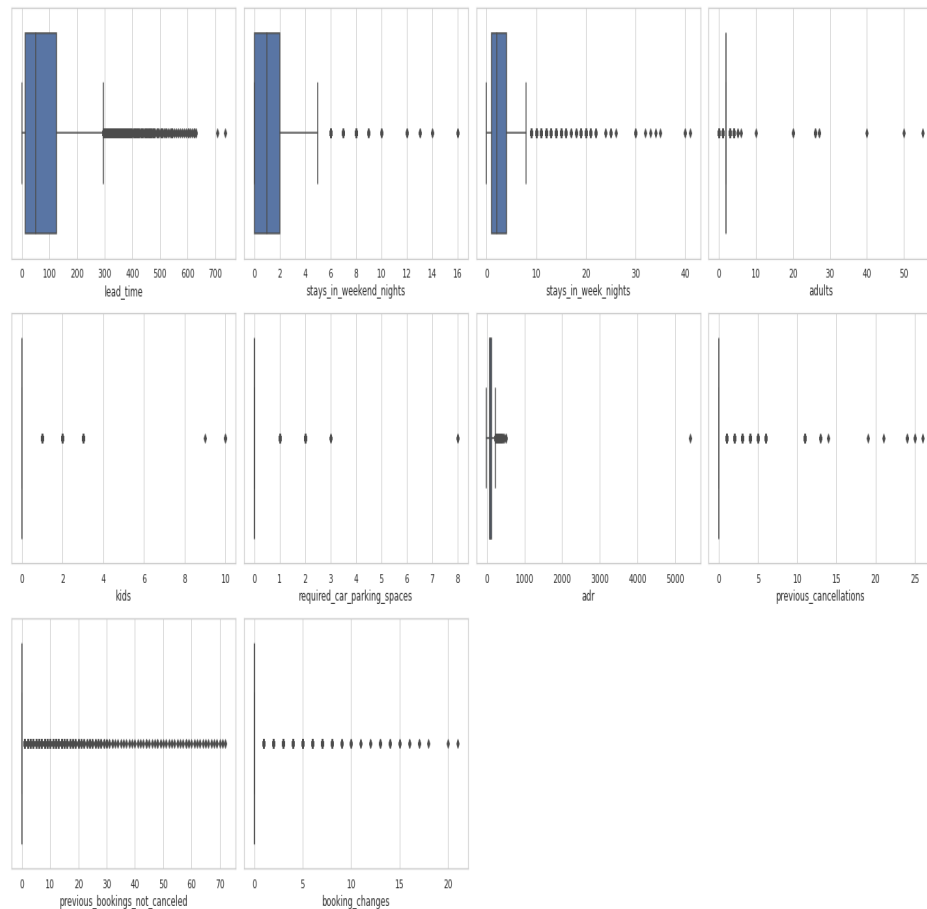 0 100 200 300 400 500 600 700
lead_time
0 2 4 6 8 10 12 14 16
stays_in_weekend_nights
0 10 20 30 40
stays_in_week_nights
0 10 20 30 40 50
adults
0 2 4 6 8 10
kids
0 1 2 3 4 5 6 7 8
required_car_parking_spaces
0 1000 2000 3000 4000 5000
adr
0 5 10 15 20 25
previous_cancellations
0 10 20 30 40 50 60 70
previous_bookings_not_canceled
0 5 10 15 20
booking_changes